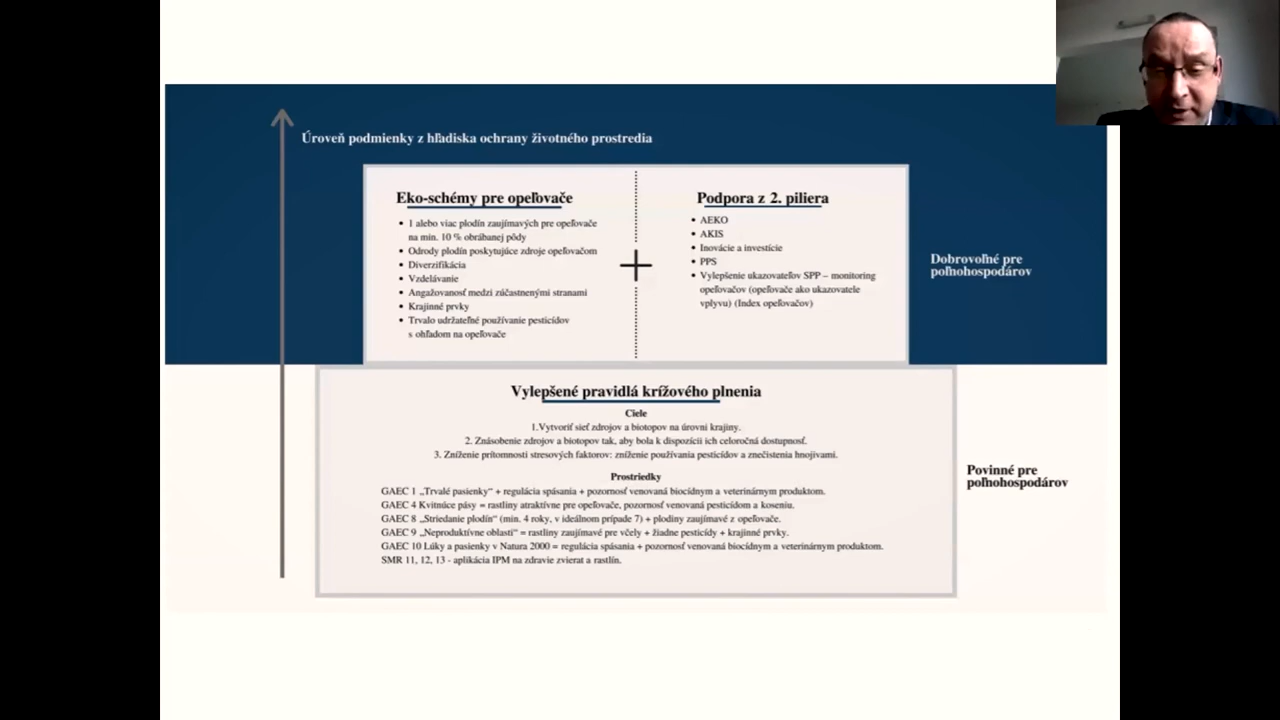 Úroveň podmienky z hľadiska ochrany životného prostredia
Eko-schémy pre opeľovače
• 1 alebo viac plodín zaujímavých pre opeľovače
na min. 10 % obrábanej pôdy
• Odrody plodín poskytujúce zdroje opeľovačom
• Diverzifikácia
• Vzdelávanie
• Angažovanosť medzi zúčastnenými stranami
• Krajinné prvky
• Trvalo udržateľné používanie pesticídov
s ohľadom na opeľovače
+
Podpora z 2. piliera
• AEKO
• AKIS
• Inovácie a investície
• PPS
• Vylepšenie ukazovateľov SPP – monitoring
opeľovačov (opeľovače ako ukazovatele
vplyvu) (Index opeľovačov)
Dobrovoľné pre
poľnohospodárov
Vylepšené pravidlá krížového plnenia
Ciele
1.Vytvoriť sieť zdrojov a biotopov na úrovni krajiny.
2. Znásobenie zdrojov a biotopov tak, aby bola k dispozícii ich celoročná dostupnosť.
3. Zníženie prítomnosti stresových faktorov: zníženie používania pesticídov a znečistenia hnojivami.
Prostriedky
GAEC 1 „Trvalé pasienky“ + regulácia spásania + pozornosť venovaná biocídnym a veterinárnym produktom.
GAEC 4 Kvitnúce pásy = rastliny atraktívne pre opeľovače, pozornosť venovaná pesticídom a koseniu.
GAEC 8 „Striedanie plodín“ (min. 4 roky, v ideálnom prípade 7) + plodiny zaujímavé z opeľovače.
GAEC 9 „Neproduktívne oblasti“ = rastliny zaujímavé pre včely + žiadne pesticídy + krajinné prvky.
GAEC 10 Lúky a pasienky v Natura 2000 = regulácia spásania + pozornosť venovaná biocídnym a veterinárnym produktom.
SMR 11, 12, 13 - aplikácia IPM na zdravie zvierat a rastlín.
Povinné pre
poľnohospodárov